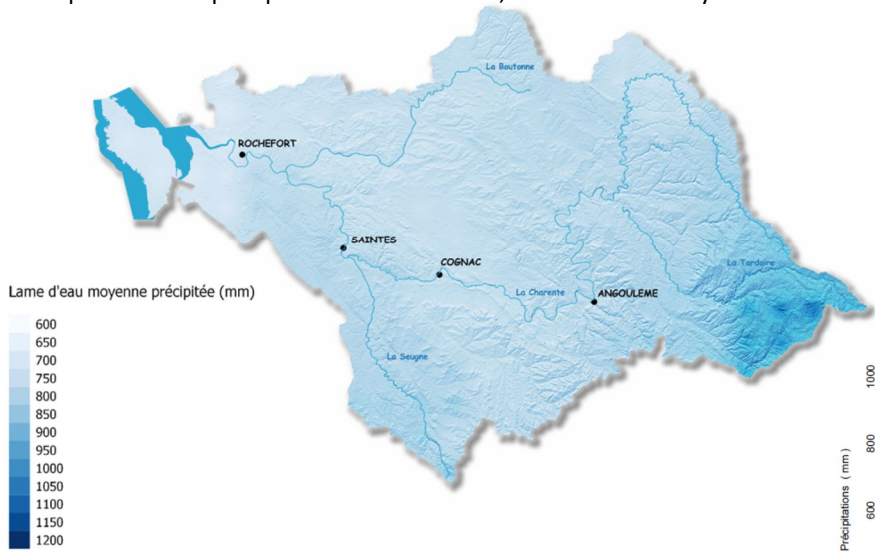 La Boutonne
ROCHEFORT
SAINTES
COGNAC
La Tardoire
La Charente
ANGOULEME
Lame d'eau moyenne précipitée (mm)
600
650
700
750
800
850
900
950
1000
1050
1100
1150
1200
La Seugne
1000
800
600
Précipitations ( mm )